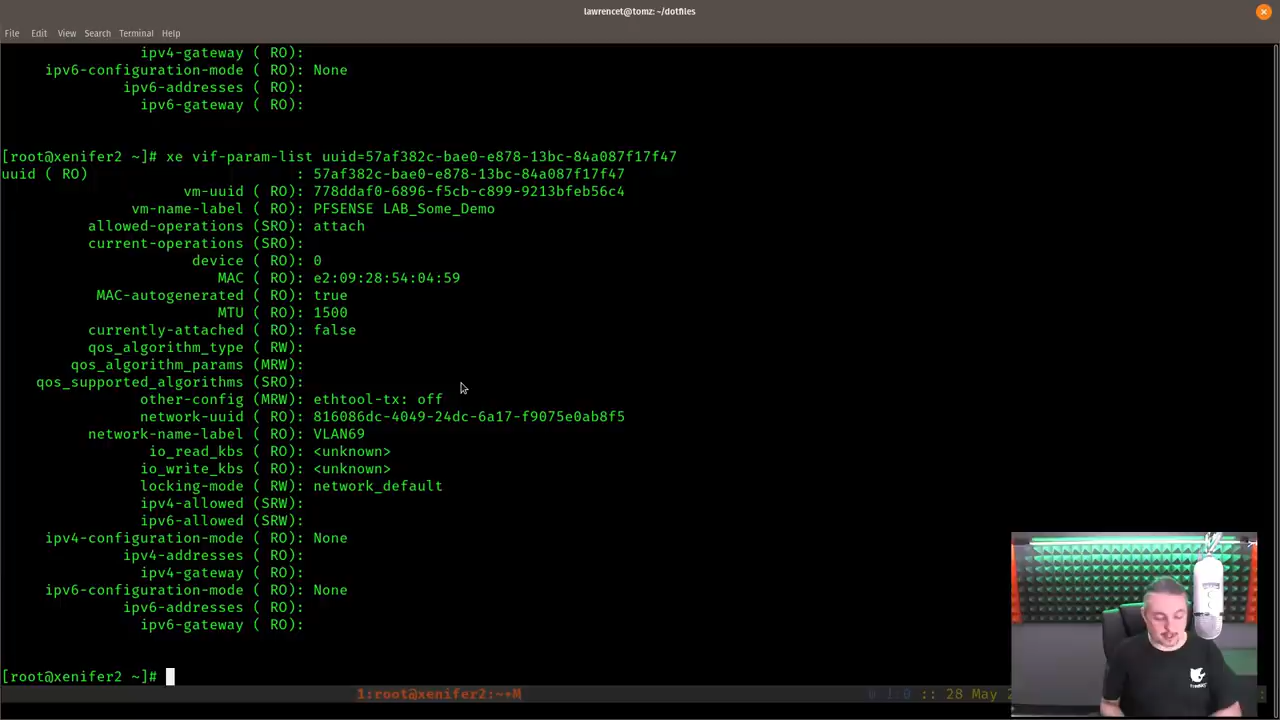 lawrencet@tomz: ~/dotfiles
File Edit View Search Terminal Help
ipv4-gateway ( RO):
ipv6-configuration-mode ( RO): None
ipv6-addresses ( RO):
ipv6-gateway ( RO):
[root@xenifer2 ~]# xe vif-param-list uuid=57af382c-bae0-e878-13bc-84a087f17f47
uuid ( RO) : 57af382c-bae0-e878-13bc-84a087f17f47
vm-uuid ( RO): 778ddaf0-6896-f5cb-c899-9213bfeb56c4
vm-name-label ( RO): PFSENSE LAB_Some_Demo
allowed-operations (SRO): attach
current-operations (SRO):
device ( RO): 0
MAC ( RO): e2:09:28:54:04:59
MAC-autogenerated ( RO): true
MTU ( RO): 1500
currently-attached ( RO): false
qos_algorithm_type ( RW):
qos_algorithm_params (MRW):
qos_supported_algorithms (SRO):
other-config (MRW): ethtool-tx: off
network-uuid ( RO): 816086dc-4049-24dc-6a17-f9075e0ab8f5
network-name-label ( RO): VLAN69
io_read_kbs ( RO): <unknown>
io_write_kbs ( RO): <unknown>
locking-mode ( RW): network_default
ipv4-allowed (SRW):
ipv6-allowed (SRW):
ipv4-configuration-mode ( RO): None
ipv4-addresses ( RO):
ipv4-gateway ( RO):
ipv6-configuration-mode ( RO): None
ipv6-addresses ( RO):
ipv6-gateway ( RO):
[root@xenifer2 ~]#
1:root@xenifer2:~*M :: 28 May